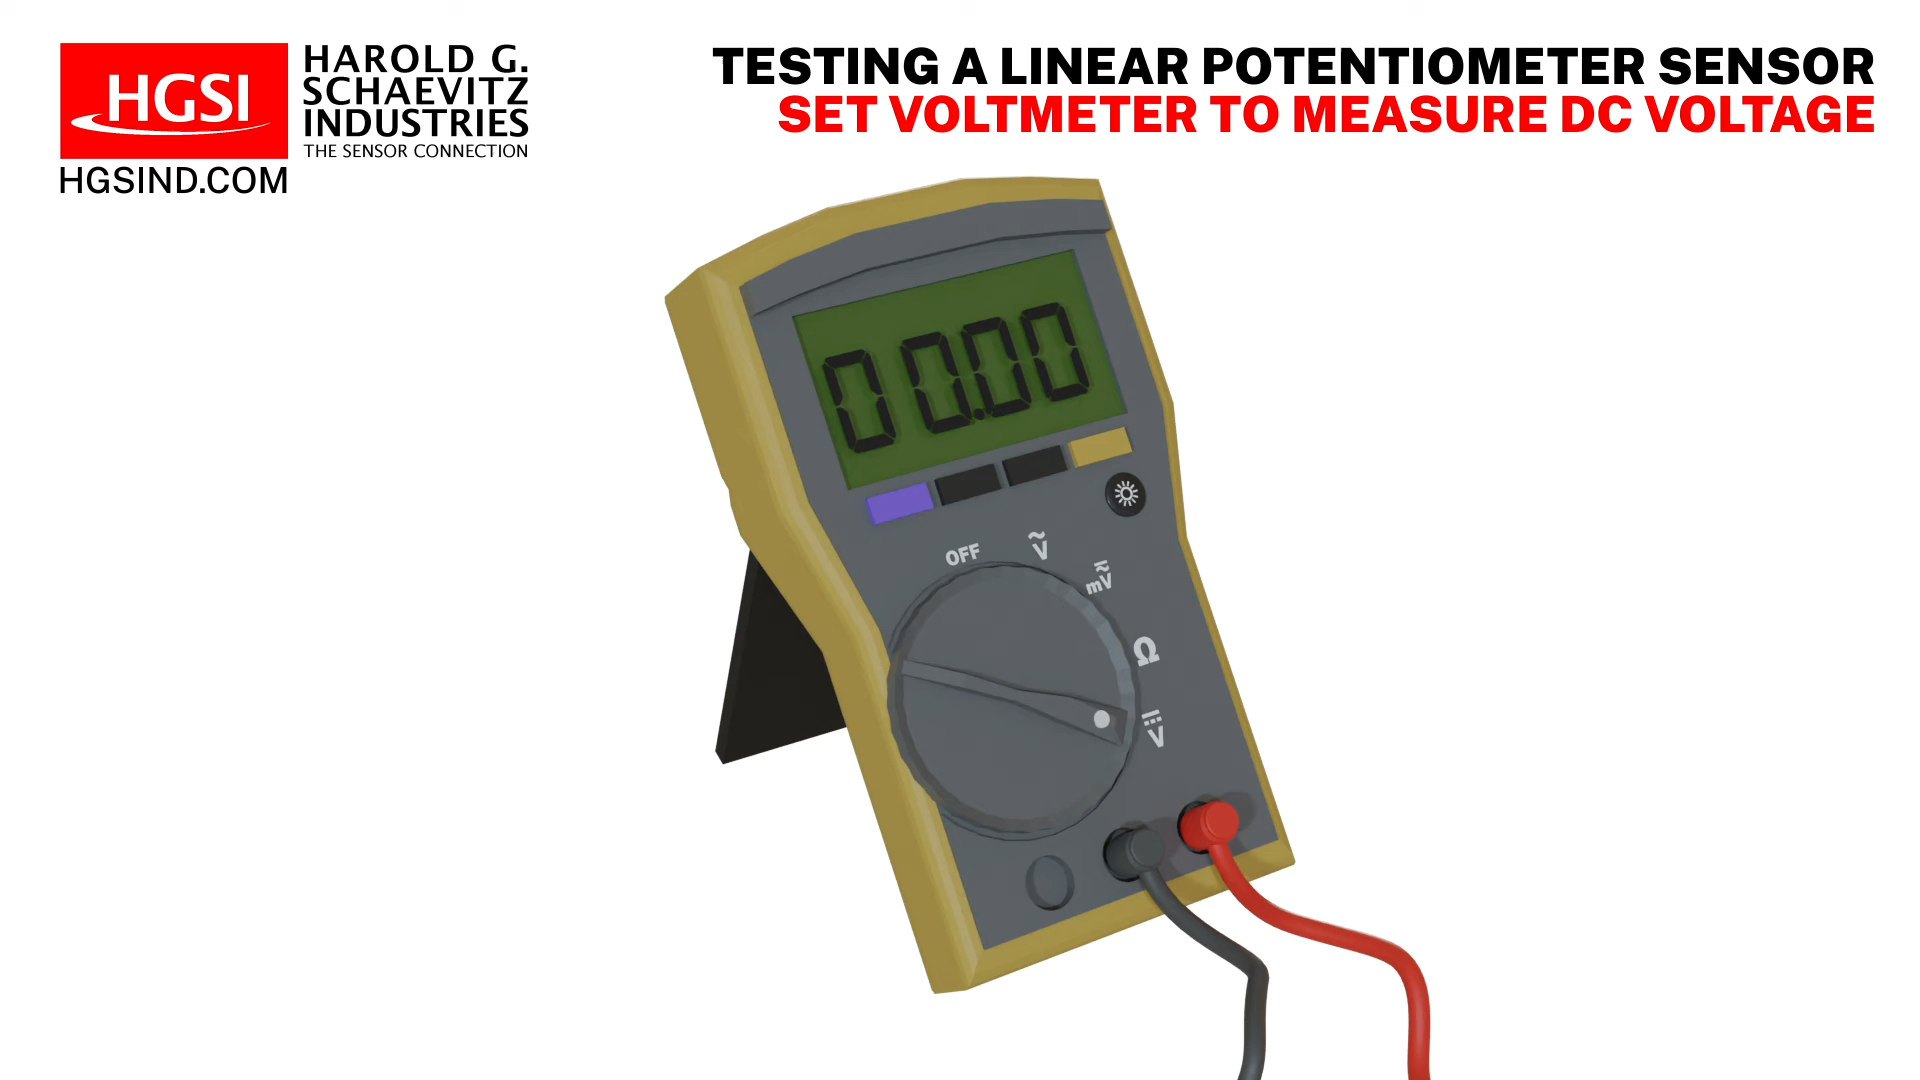 HGSI
HAROLD G.
SCHAEVITZ
INDUSTRIES
THE SENSOR CONNECTION
HGSIND.COM
TESTING A LINEAR POTENTIOMETER SENSOR
SET VOLTMETER TO MEASURE DC VOLTAGE
00.00
OFF
Ṽ
mV
Ω
V